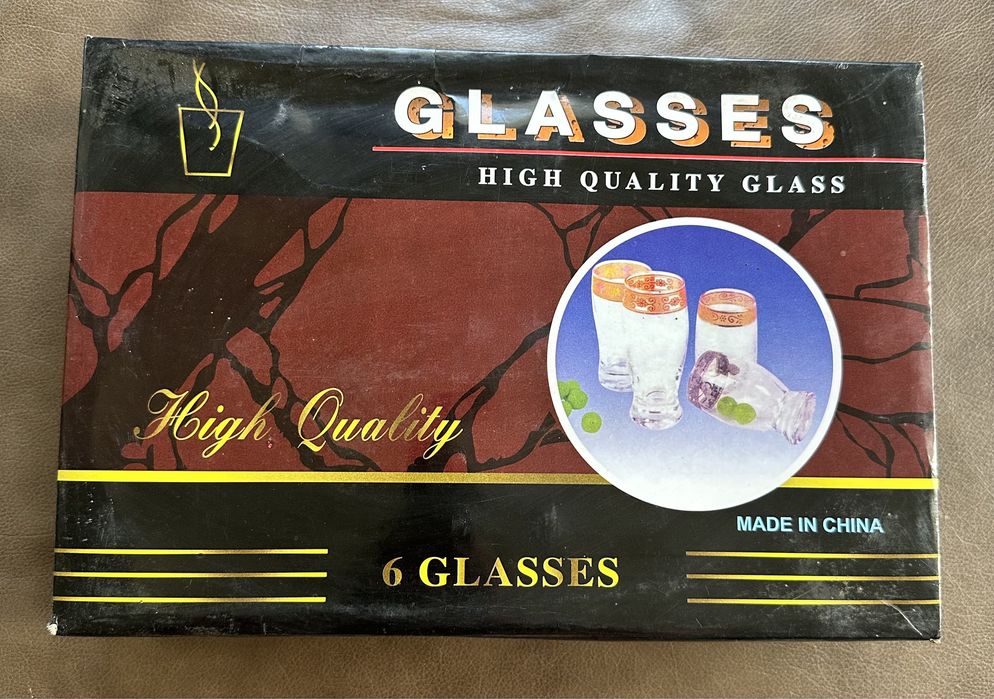 GLASSES
HIGH QUALITY GLASS
High Quality
MADE IN CHINA
6 GLASSES